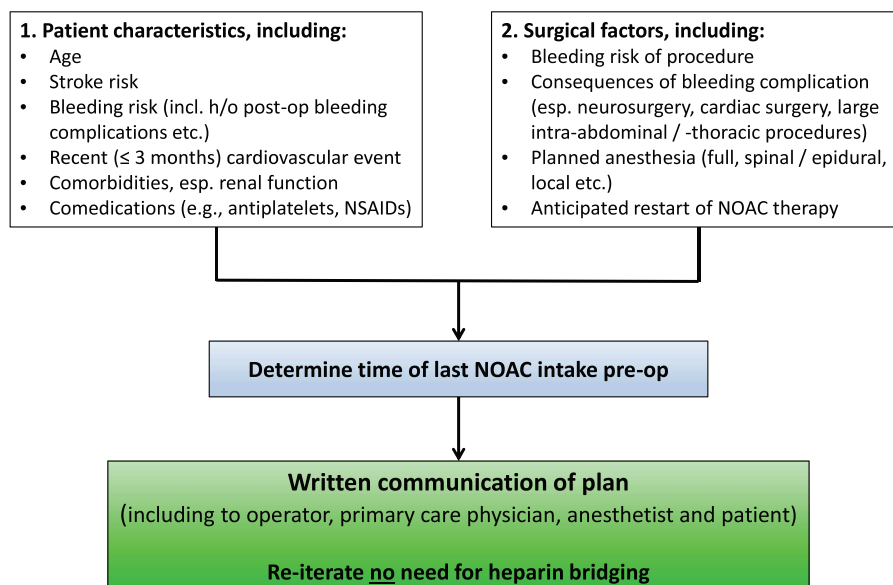 1. Patient characteristics, including:
• Age
• Stroke risk
• Bleeding risk (incl. h/o post-op bleeding
complications etc.)
• Recent (≤ 3 months) cardiovascular event
• Comorbidities, esp. renal function
• Comedications (e.g., antiplatelets, NSAIDs)
2. Surgical factors, including:
• Bleeding risk of procedure
• Consequences of bleeding complication
(esp. neurosurgery, cardiac surgery, large
intra-abdominal / -thoracic procedures)
• Planned anesthesia (full, spinal / epidural,
local etc.)
• Anticipated restart of NOAC therapy
Determine time of last NOAC intake pre-op
Written communication of plan
(including to operator, primary care physician, anesthetist and patient)
Re-iterate no need for heparin bridging